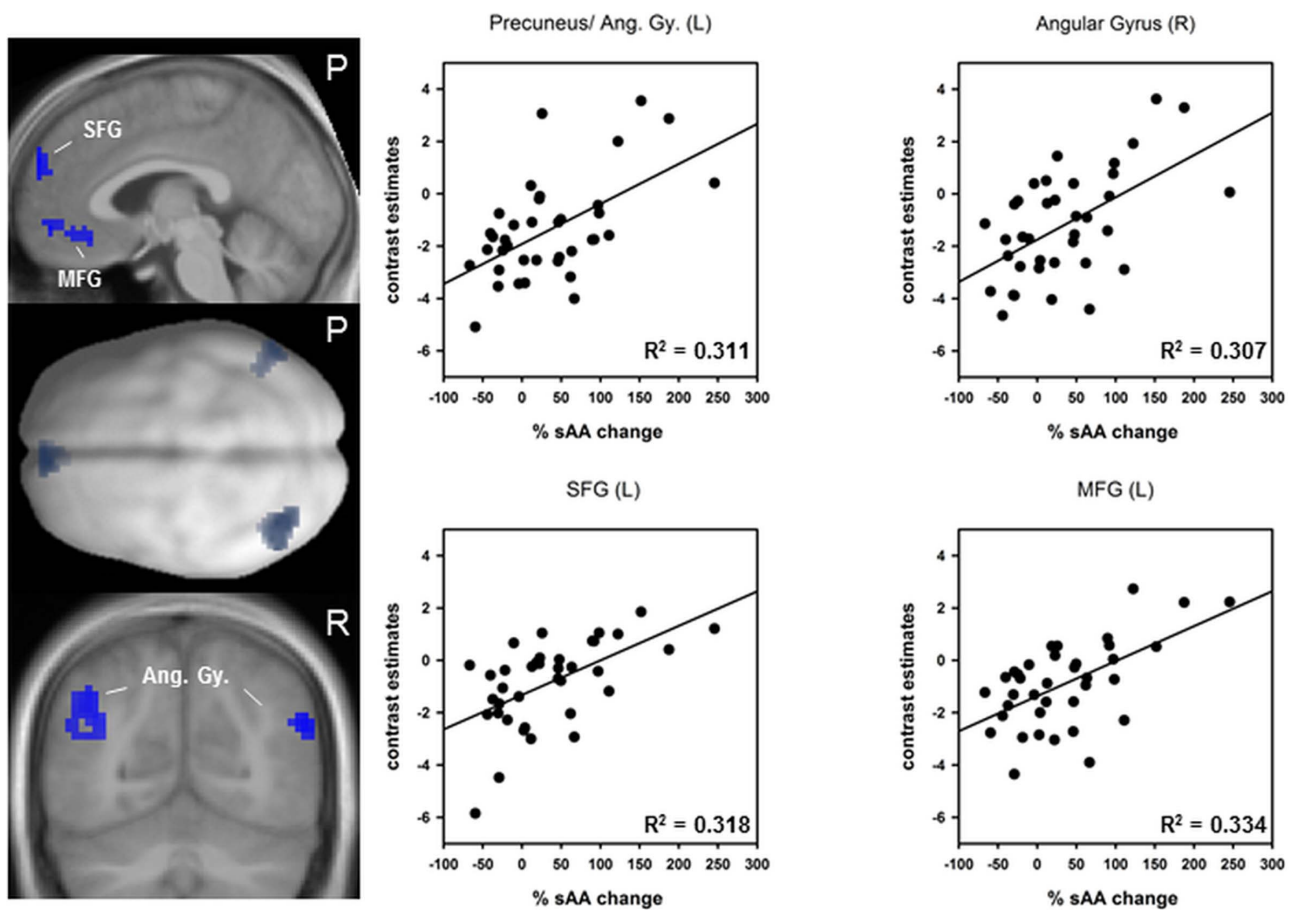 P
SFG
MFG
P
R
Ang. Gy.
Precuneus/ Ang. Gy. (L)
contrast estimates
4
2
0
-2
-4
-6
R² = 0.311
-100 -50 0 50 100 150 200 250 300
% sAA change
Angular Gyrus (R)
contrast estimates
4
2
0
-2
-4
-6
R² = 0.307
-100 -50 0 50 100 150 200 250 300
% sAA change
SFG (L)
contrast estimates
4
2
0
-2
-4
-6
R² = 0.318
-100 -50 0 50 100 150 200 250 300
% sAA change
MFG (L)
contrast estimates
4
2
0
-2
-4
-6
R² = 0.334
-100 -50 0 50 100 150 200 250 300
% sAA change